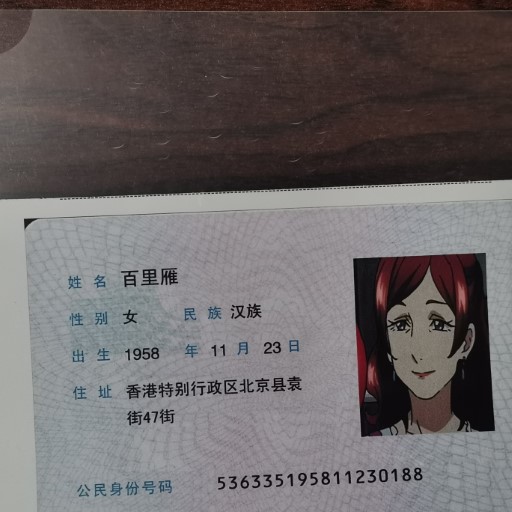 姓名 百里雁
性别 女 民族 汉族
出生 1958 年 11 月 23 日
住址 香港特别行政区北京县袁
街47街
公民身份号码 536335195811230188